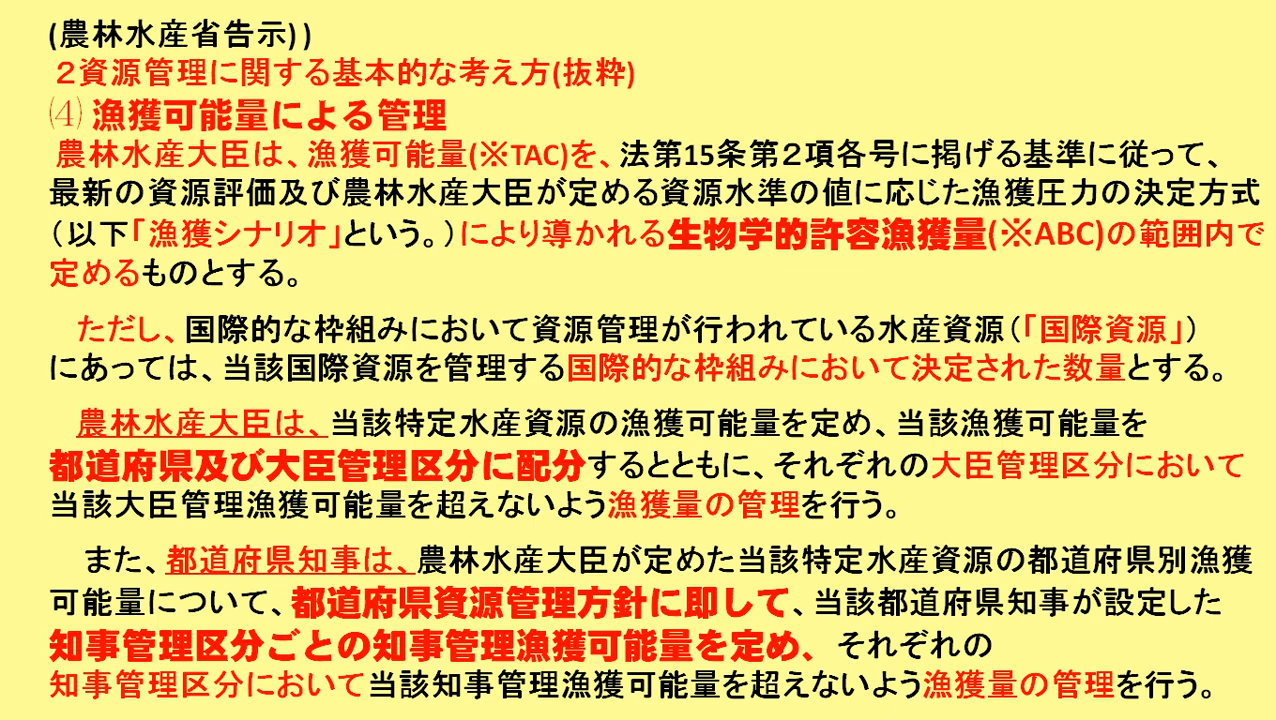 (農林水産省告示))
２資源管理に関する基本的な考え方(抜粋)
⑷ 漁獲可能量による管理
農林水産大臣は、漁獲可能量(※TAC)を、法第15条第２項各号に掲げる基準に従って、
最新の資源評価及び農林水産大臣が定める資源水準の値に応じた漁獲圧力の決定方式
（以下「漁獲シナリオ」という。）により導かれる生物学的許容漁獲量(※ABC)の範囲内で
定めるものとする。
ただし、国際的な枠組みにおいて資源管理が行われている水産資源（「国際資源」）
にあっては、当該国際資源を管理する国際的な枠組みにおいて決定された数量とする。
農林水産大臣は、当該特定水産資源の漁獲可能量を定め、当該漁獲可能量を
都道府県及び大臣管理区分に配分するとともに、それぞれの大臣管理区分において
当該大臣管理漁獲可能量を超えないよう漁獲量の管理を行う。
また、都道府県知事は、農林水産大臣が定めた当該特定水産資源の都道府県別漁獲
可能量について、都道府県資源管理方針に即して、当該都道府県知事が設定した
知事管理区分ごとの知事管理漁獲可能量を定め、それぞれの
知事管理区分において当該知事管理漁獲可能量を超えないよう漁獲量の管理を行う。